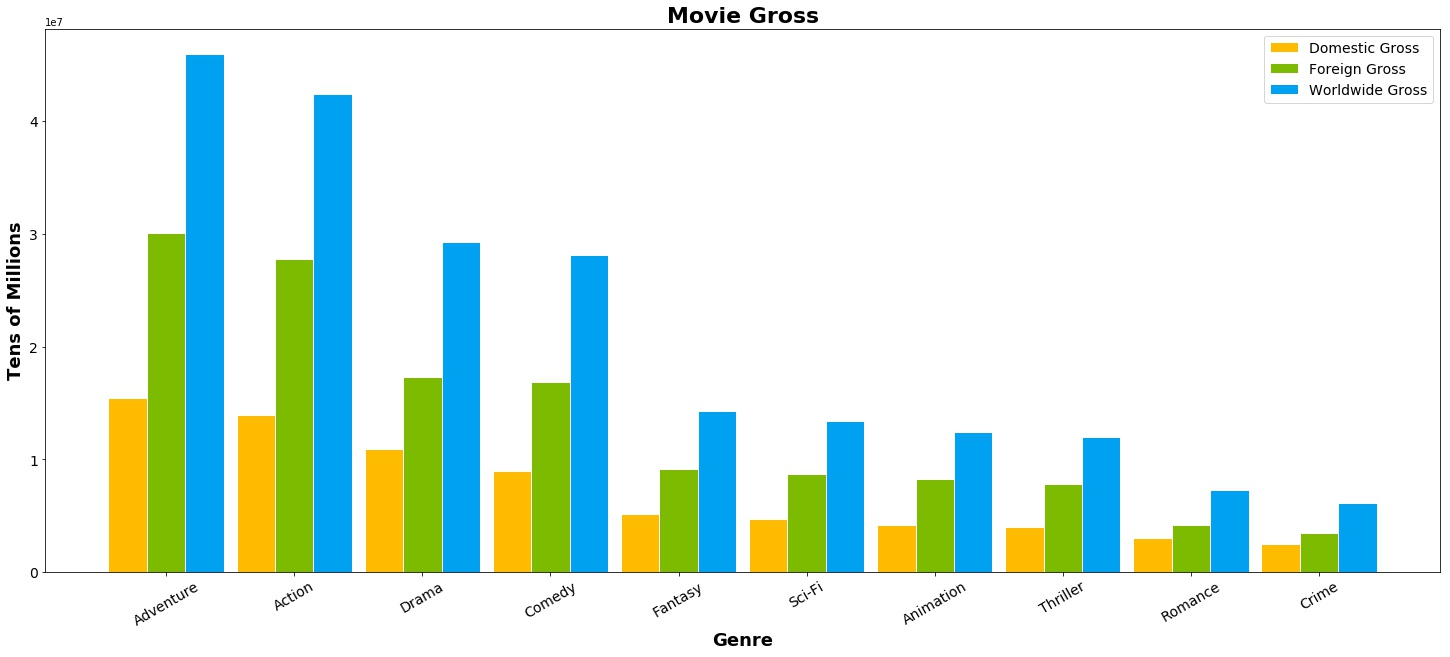 Movie Gross
1e7
Domestic Gross
Foreign Gross
Worldwide Gross
4
3
2
1
0
Tens of Millions
Adventure
Action
Drama
Comedy
Fantasy
Sci-Fi
Animation
Thriller
Romance
Crime
Genre